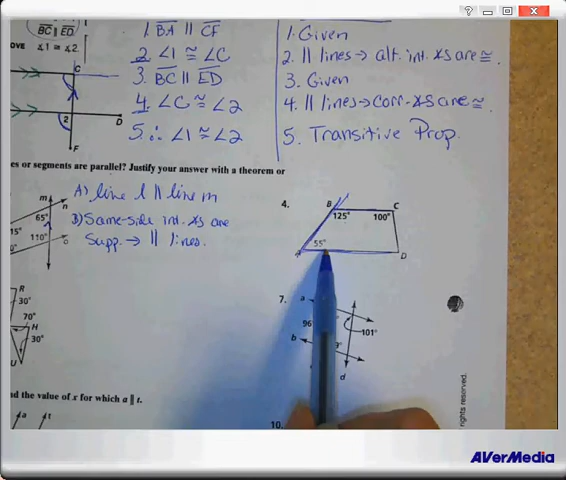 BC ∥ ED
OVE ∡1 ≅ ∡2.
C
2
D
F
1. BA ∥ CF
2. ∠1 ≅ ∠C
3. BC ∥ ED
4. ∠C ≅ ∠2
5. ∴ ∠1 ≅ ∠2
1. Given
2. ∥ lines → alt. int. ∡s are ≅.
3. Given
4. ∥ lines → corr. ∡s are ≅.
5. Transitive Prop.
es or segments are parallel? Justify your answer with a theorem or
m
n
65°
15°
110°
o
A) line l ∥ line m
B) Same-side int. ∡s are
Supp. → ∥ lines.
4.
B
C
125°
100°
55°
A
D
R
30°
70°
H
30°
U
7.
a
96
101°
b
d
nd the value of x for which a ∥ t.
a
t
10.
rights reserved.
AVerMedia